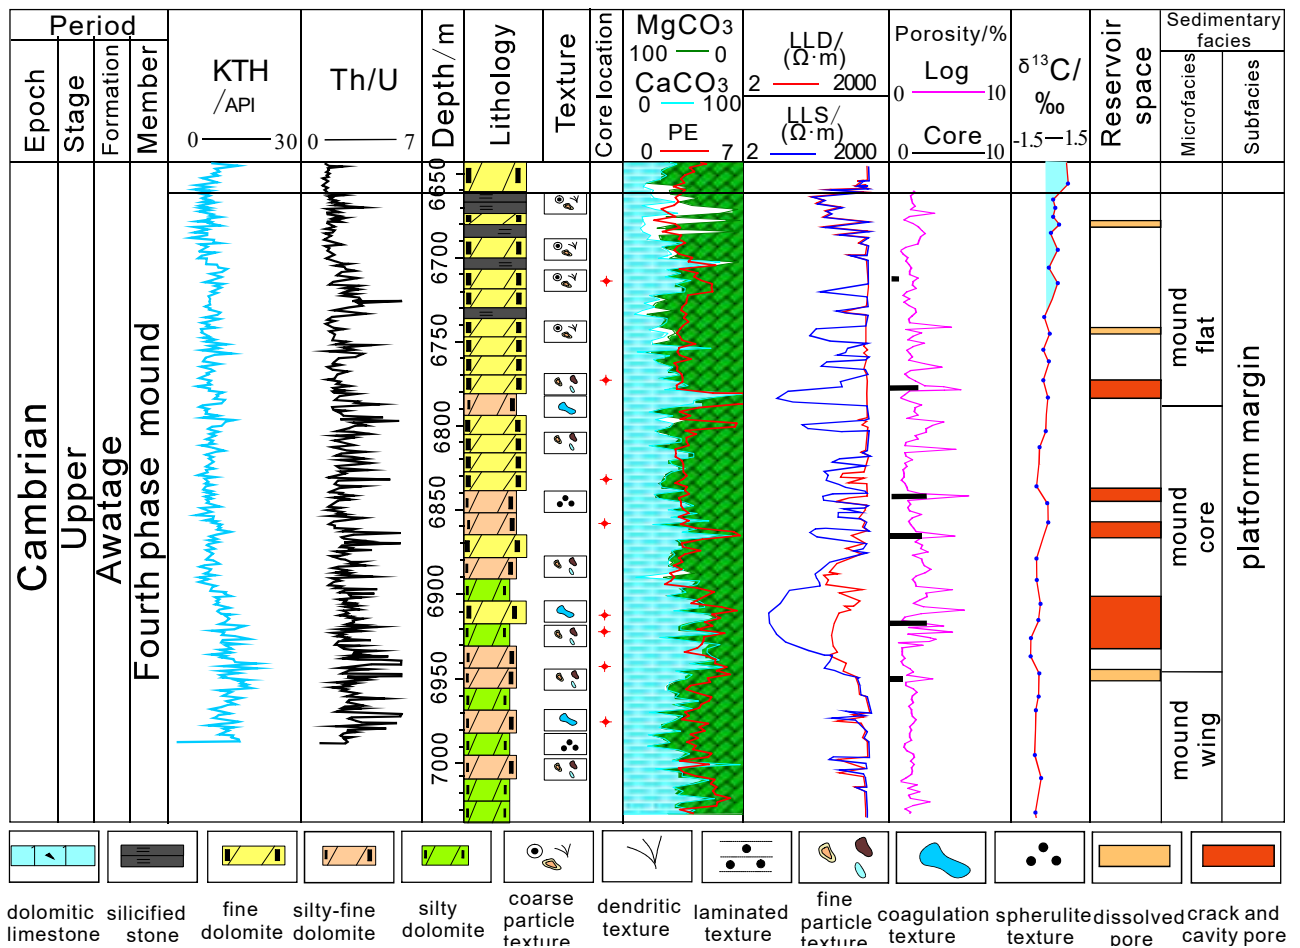 Period
Epoch
Stage
Formation
Member
KTH
/API
0 30
Th/U
0 7
Depth/m
Lithology
Texture
Core location
MgCO3
100 0
CaCO3
0 100
PE
0 7
LLD/
(Ω·m)
2 2000
LLS/
(Ω·m)
2 2000
Porosity/%
Log
0 10
Core
0 10
δ¹³C/
‰
-1.5 1.5
Reservoir
space
Sedimentary
facies
Microfacies
Subfacies
Cambrian
Upper
Awatage
Fourth phase mound
6650
6700
6750
6800
6850
6900
6950
7000
mound
flat
mound
core
mound
wing
platform margin
dolomitic
limestone
silicified
stone
fine
dolomite
silty-fine
dolomite
silty
dolomite
coarse
particle
texture
dendritic
texture
laminated
texture
fine
particle
texture
coagulation
texture
spherulite
texture
dissolved
pore
crack and
cavity pore